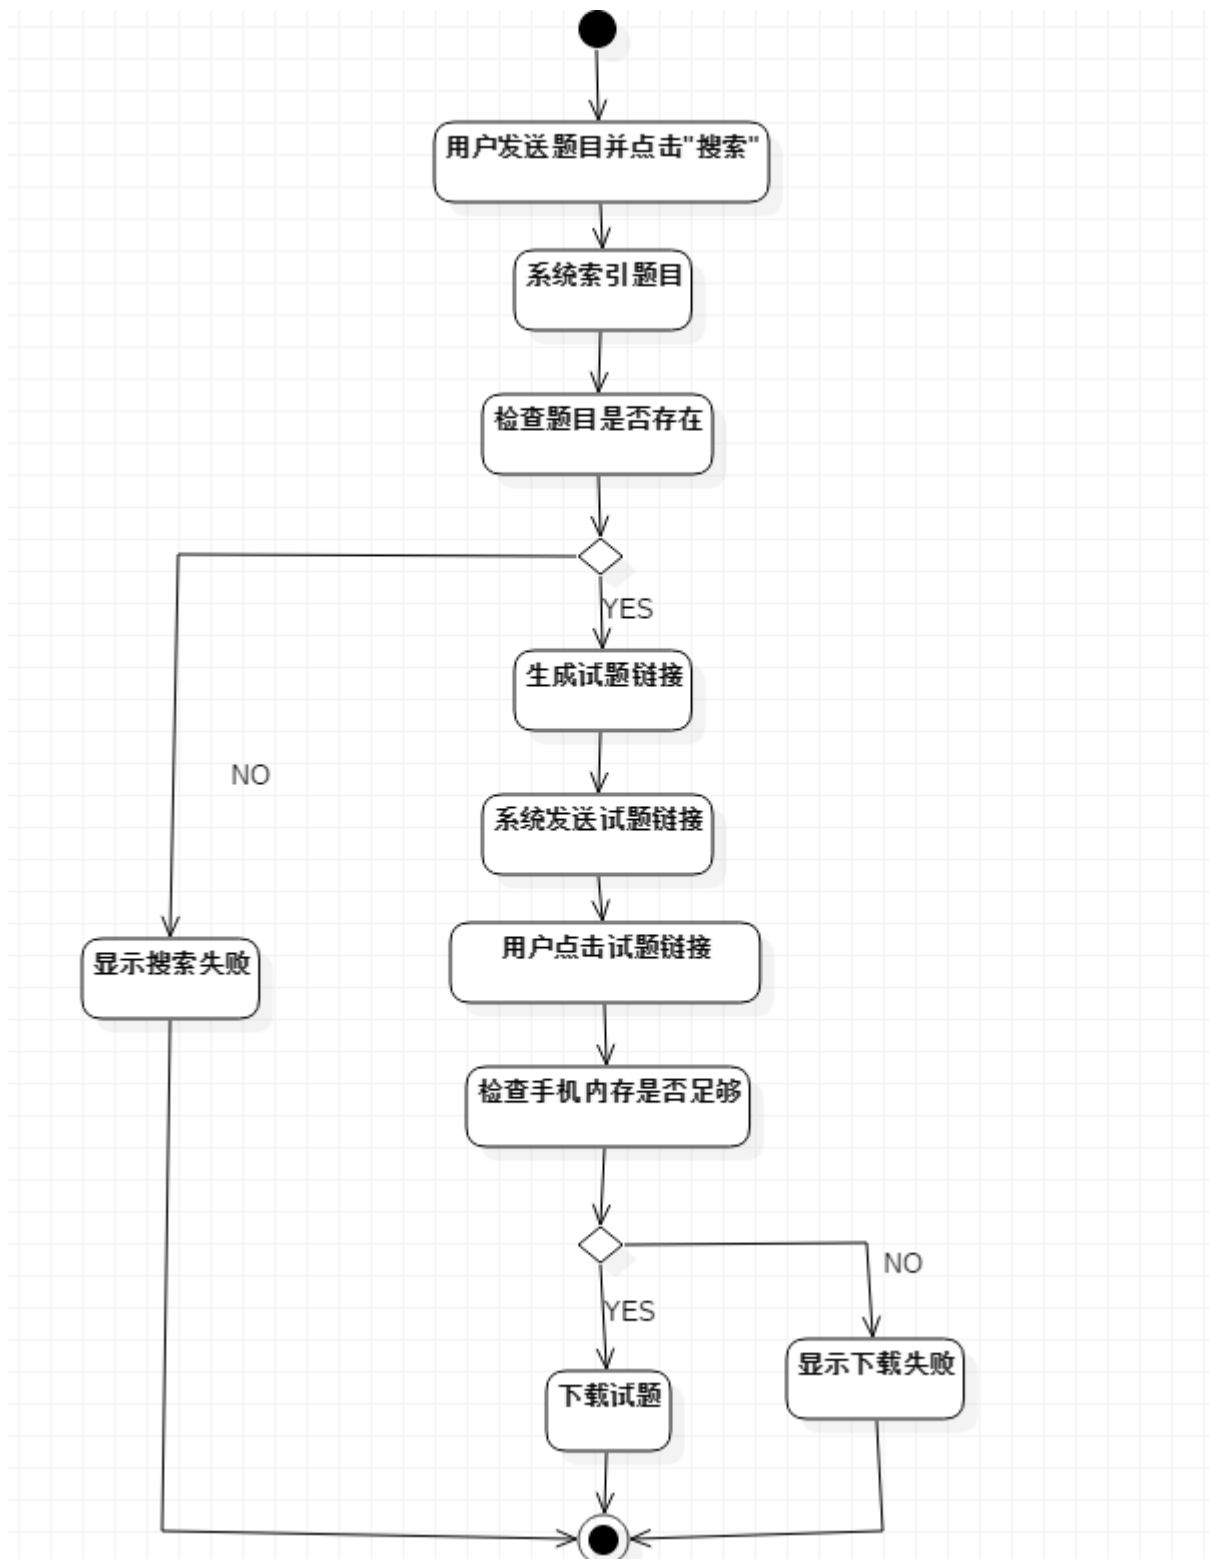 用户发送题目并点击"搜索"
系统索引题目
检查题目是否存在
YES
生成试题链接
NO
系统发送试题链接
用户点击试题链接
显示搜索失败
检查手机内存是否足够
NO
YES
显示下载失败
下载试题